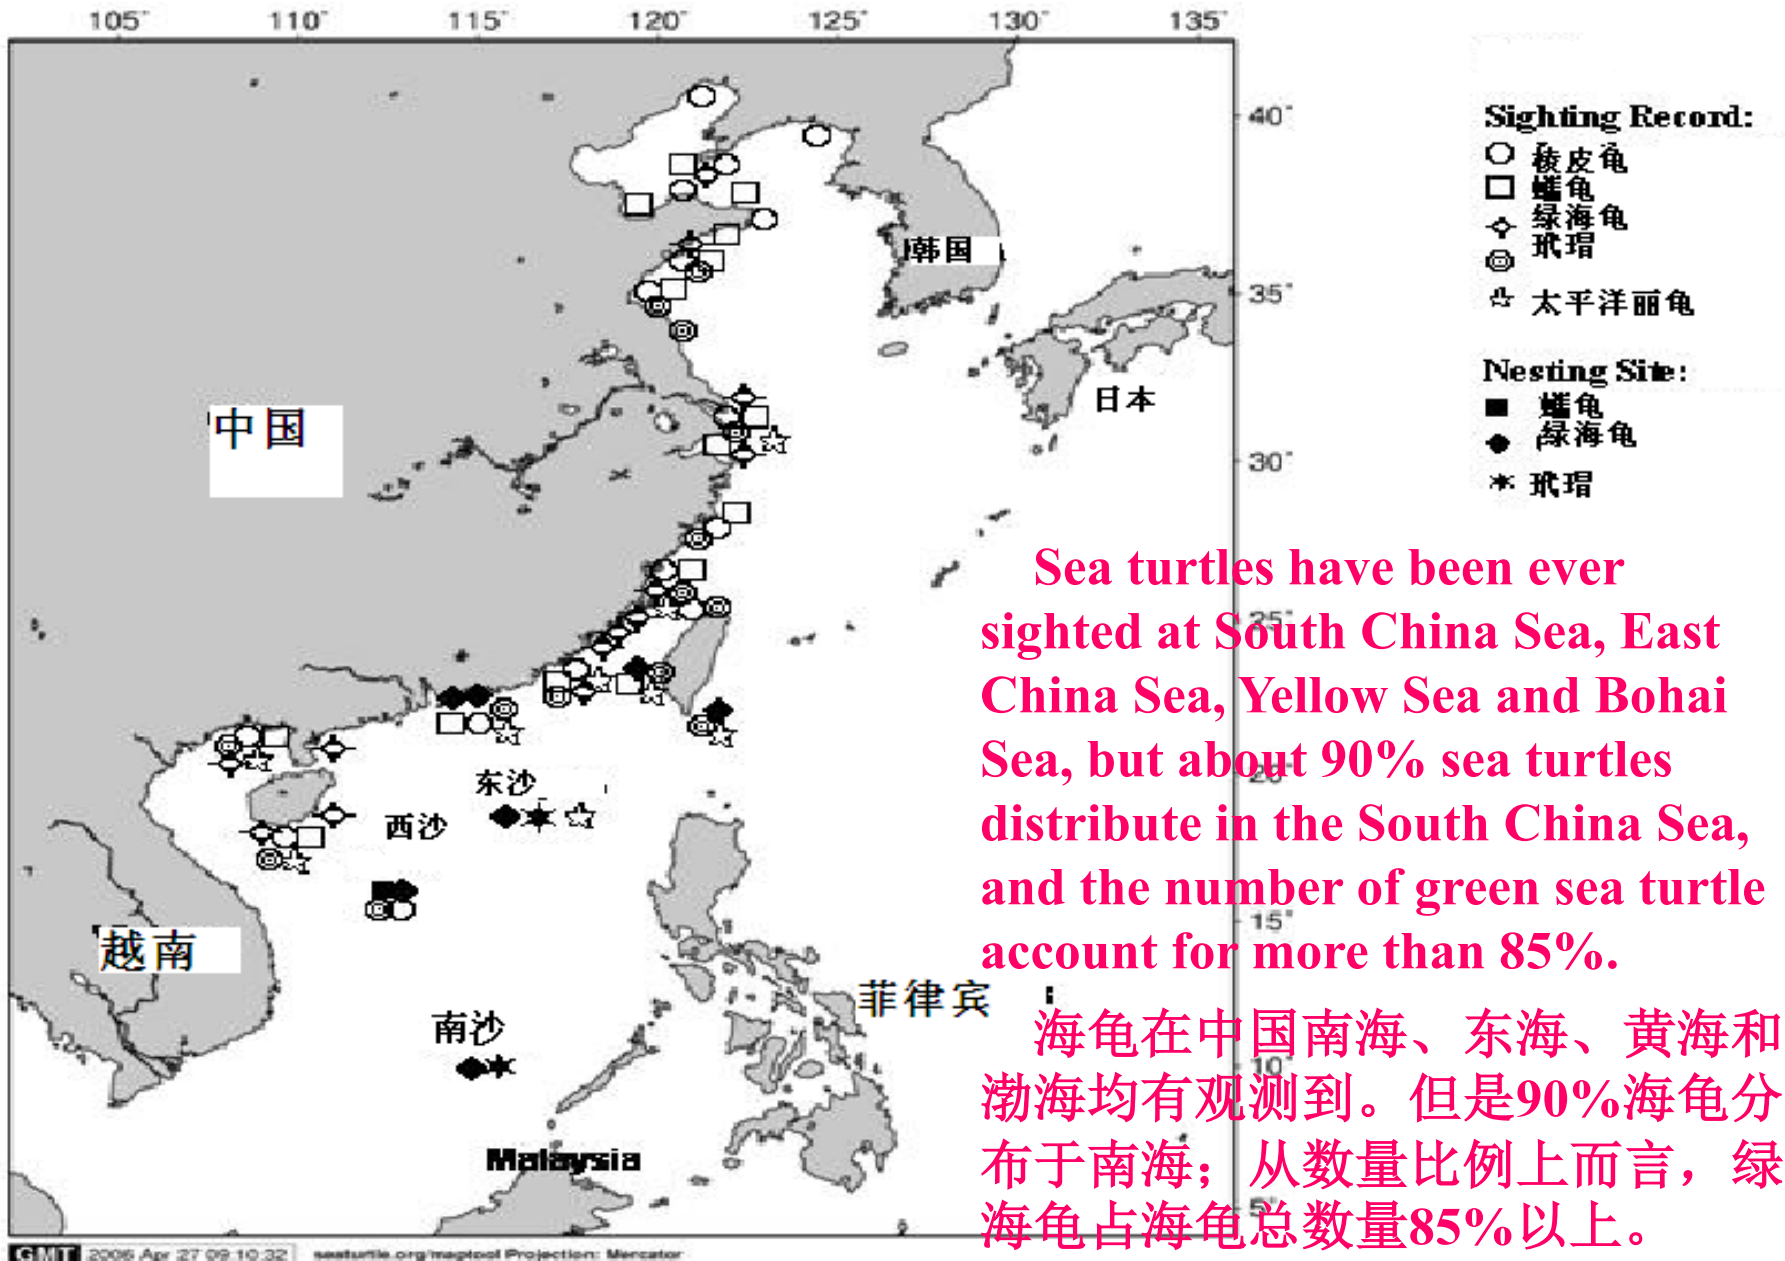 105° 110° 115° 120° 125° 130° 135°
40°
35°
30°
25°
20°
15°
10°
5°
Sighting Record:
棱皮龟
蠵龟
绿海龟
玳瑁
太平洋丽龟
Nesting Site:
蠵龟
绿海龟
玳瑁
韩国
日本
中国
东沙
西沙
越南
南沙
菲律宾
Malaysia
Sea turtles have been ever
sighted at South China Sea, East
China Sea, Yellow Sea and Bohai
Sea, but about 90% sea turtles
distribute in the South China Sea,
and the number of green sea turtle
account for more than 85%.
海龟在中国南海、东海、黄海和
渤海均有观测到。但是90%海龟分
布于南海；从数量比例上而言，绿
海龟占海龟总数量85%以上。
GMT 2006 Apr 27 09:10:32 seaturtle.org/maptool Projection: Mercator